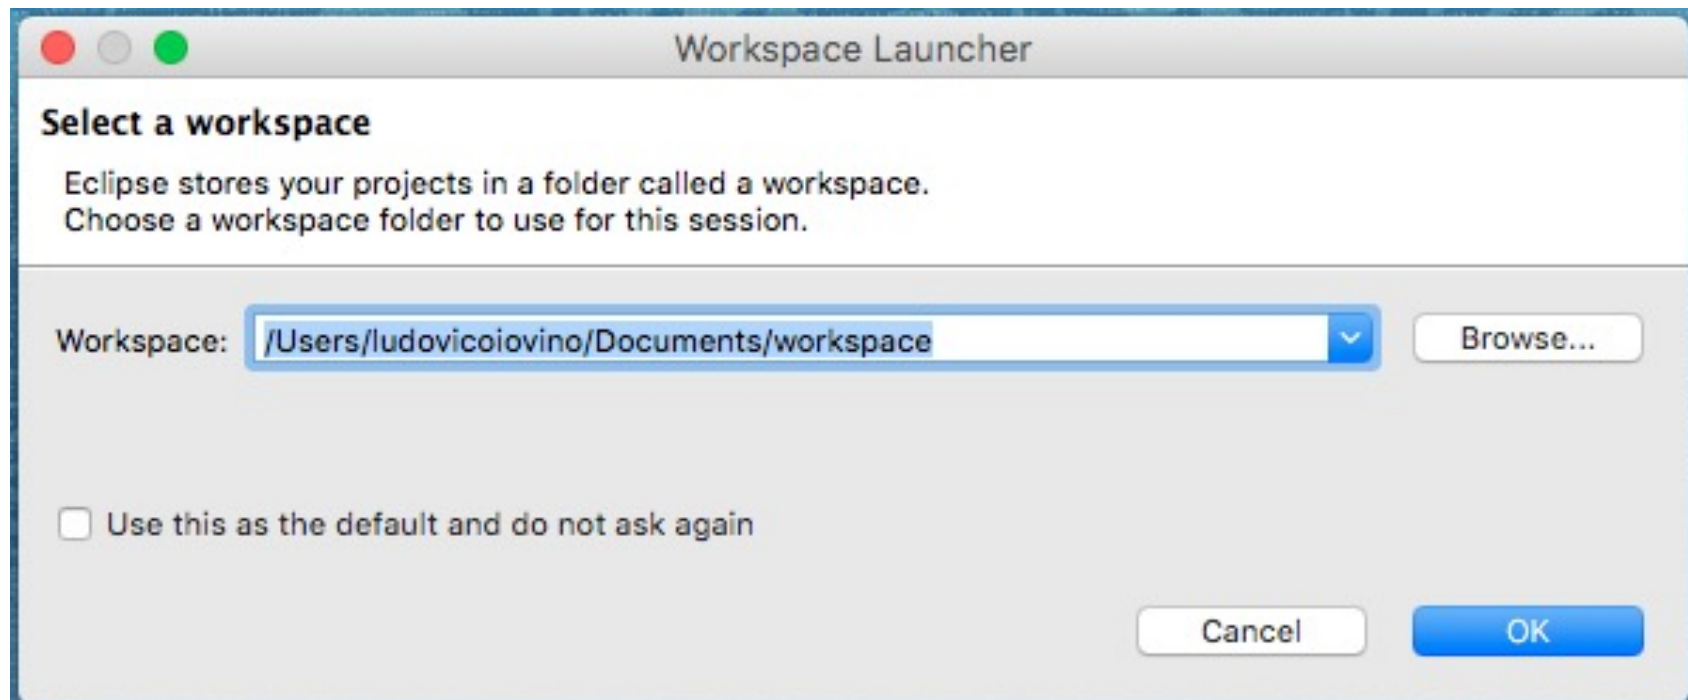 Workspace Launcher
Select a workspace
Eclipse stores your projects in a folder called a workspace.
Choose a workspace folder to use for this session.
Workspace: /Users/ludovicoiovino/Documents/workspace Browse...
Use this as the default and do not ask again
Cancel OK